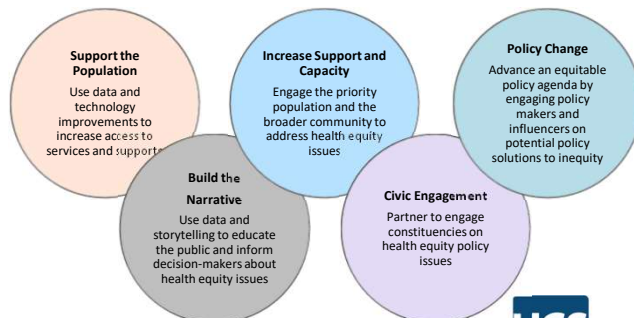 Support the
Population
Use data and
technology
improvements to
increase access to
services and supports
Build the
Narrative
Use data and
storytelling to educate
the public and inform
decision-makers about
health equity issues
Increase Support and
Capacity
Engage the priority
population and the
broader community to
address health equity
issues
Civic Engagement
Partner to engage
constituencies on
health equity policy
issues
Policy Change
Advance an equitable
policy agenda by
engaging policy
makers and
influencers on
potential policy
solutions to inequity